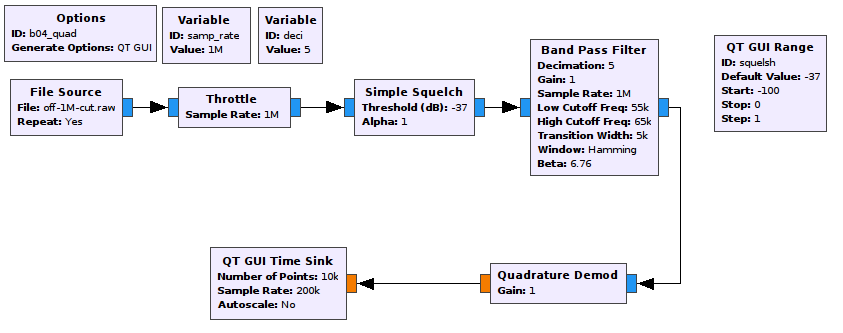 Options
ID: b04_quad
Generate Options: QT GUI
Variable
ID: samp_rate
Value: 1M
Variable
ID: deci
Value: 5
File Source
File: off-1M-cut.raw
Repeat: Yes
Throttle
Sample Rate: 1M
Simple Squelch
Threshold (dB): -37
Alpha: 1
Band Pass Filter
Decimation: 5
Gain: 1
Sample Rate: 1M
Low Cutoff Freq: 55k
High Cutoff Freq: 65k
Transition Width: 5k
Window: Hamming
Beta: 6.76
QT GUI Range
ID: squelsh
Default Value: -37
Start: -100
Stop: 0
Step: 1
QT GUI Time Sink
Number of Points: 10k
Sample Rate: 200k
Autoscale: No
Quadrature Demod
Gain: 1